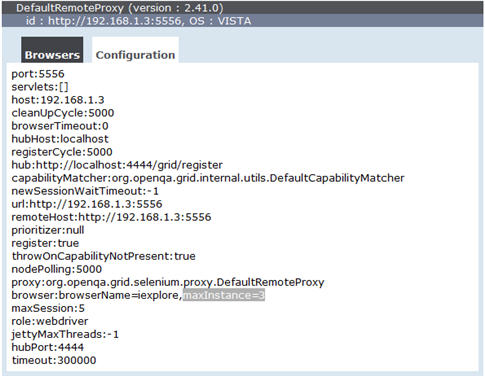 DefaultRemoteProxy (version : 2.41.0)
id : http://192.168.1.3:5556, OS : VISTA
Browsers Configuration
port:5556
servlets:[]
host:192.168.1.3
cleanUpCycle:5000
browserTimeout:0
hubHost:localhost
registerCycle:5000
hub:http://localhost:4444/grid/register
capabilityMatcher:org.openqa.grid.internal.utils.DefaultCapabilityMatcher
newSessionWaitTimeout:-1
url:http://192.168.1.3:5556
remoteHost:http://192.168.1.3:5556
prioritizer:null
register:true
throwOnCapabilityNotPresent:true
nodePolling:5000
proxy:org.openqa.grid.selenium.proxy.DefaultRemoteProxy
browser:browserName=iexplore,maxInstance=3
maxSession:5
role:webdriver
jettyMaxThreads:-1
hubPort:4444
timeout:300000